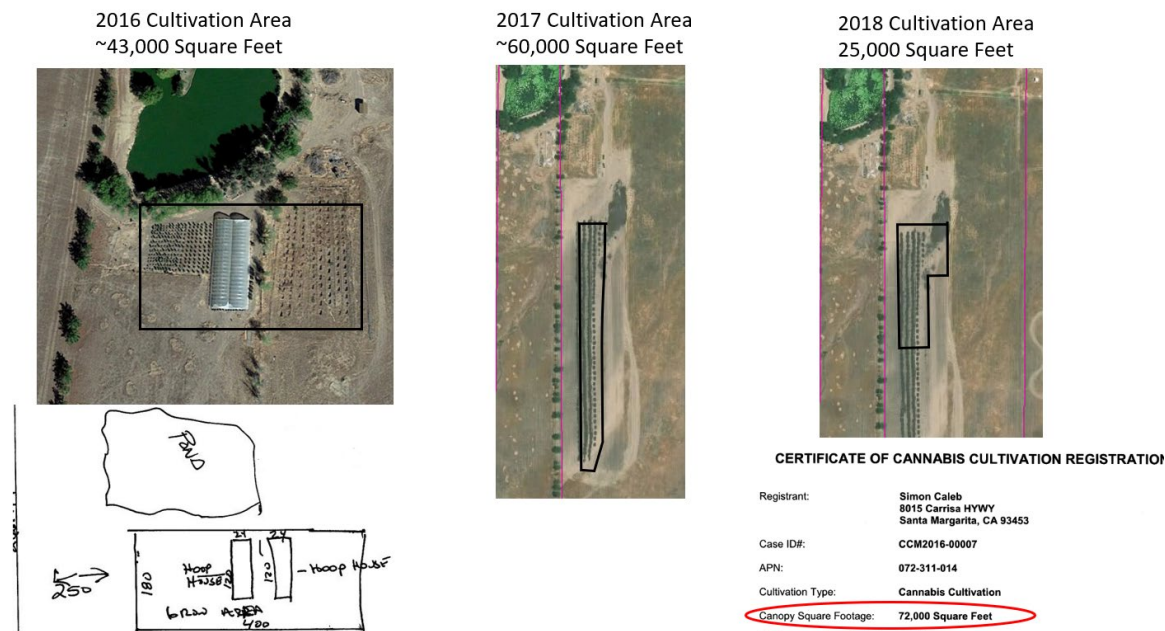 2016 Cultivation Area
~43,000 Square Feet
2017 Cultivation Area
~60,000 Square Feet
2018 Cultivation Area
25,000 Square Feet
POND
24 24
HOOP
HOUSE
120
120
HOOP HOUSE
180
250
GROW AREA
400
CERTIFICATE OF CANNABIS CULTIVATION REGISTRATION
Registrant: Simon Caleb
8015 Carrisa HYWY
Santa Margarita, CA 93453
Case ID#: CCM2016-00007
APN: 072-311-014
Cultivation Type: Cannabis Cultivation
Canopy Square Footage: 72,000 Square Feet